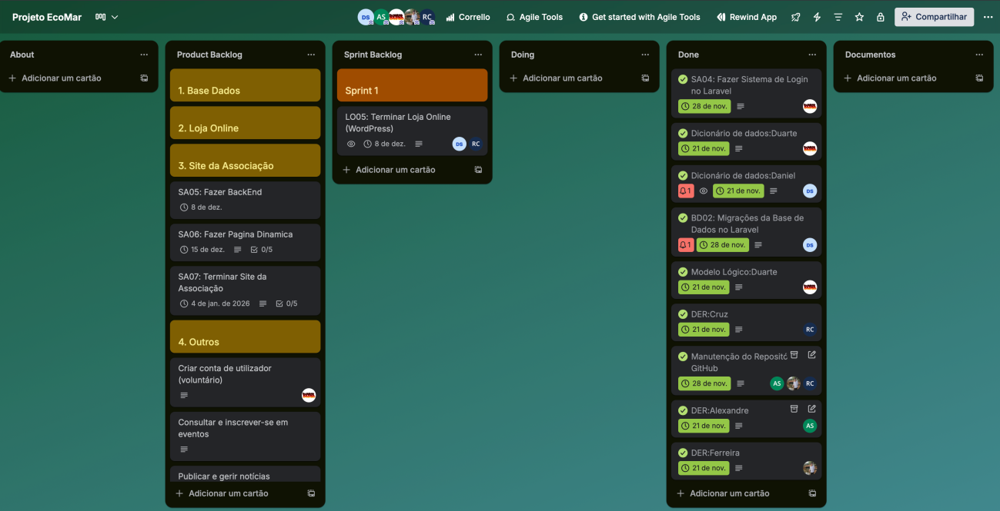 Projeto EcoMar
DS
AS
RC
Corrello
Agile Tools
Get started with Agile Tools
Rewind App
Compartilhar
About
Adicionar um cartão
Product Backlog
1. Base Dados
2. Loja Online
3. Site da Associação
SA05: Fazer BackEnd
8 de dez.
SA06: Fazer Pagina Dinamica
15 de dez.
0/5
SA07: Terminar Site da
Associação
4 de jan. de 2026
0/5
4. Outros
Criar conta de utilizador
(voluntário)
Consultar e inscrever-se em
eventos
Publicar e gerir notícias
Adicionar um cartão
Sprint Backlog
Sprint 1
LO05: Terminar Loja Online
(WordPress)
8 de dez.
DS
RC
Adicionar um cartão
Doing
Adicionar um cartão
Done
SA04: Fazer Sistema de Login
no Laravel
28 de nov.
Dicionário de dados:Duarte
21 de nov.
Dicionário de dados:Daniel
1
21 de nov.
DS
BD02: Migrações da Base de
Dados no Laravel
1
28 de nov.
DS
Modelo Lógico:Duarte
21 de nov.
DER:Cruz
21 de nov.
RC
Manutenção do Repositó
GitHub
28 de nov.
AS
RC
DER:Alexandre
21 de nov.
AS
DER:Ferreira
21 de nov.
Adicionar um cartão
Documentos
Adicionar um cartão